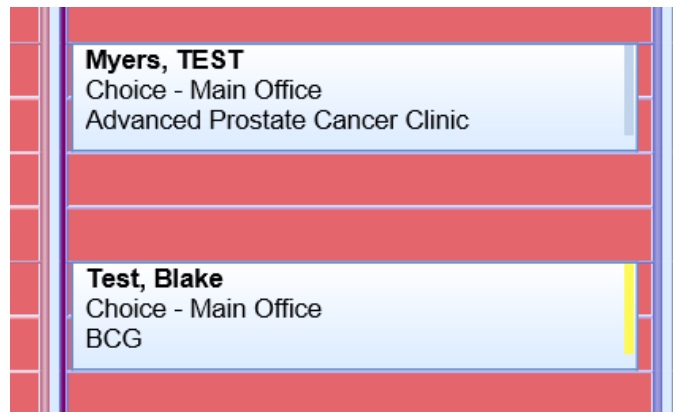 Myers, TEST
Choice - Main Office
Advanced Prostate Cancer Clinic
Test, Blake
Choice - Main Office
BCG